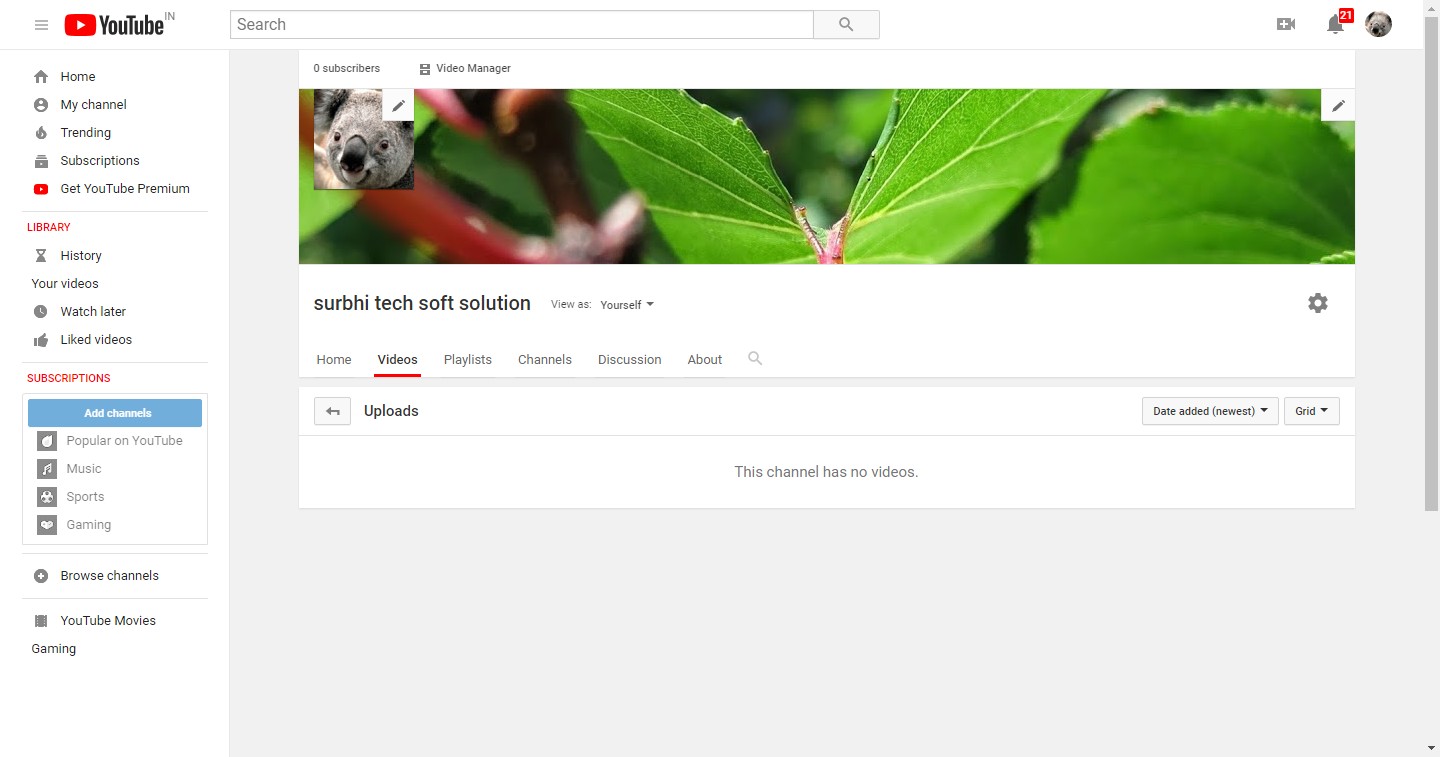 YouTube IN
Search
21
Home
My channel
Trending
Subscriptions
Get YouTube Premium
LIBRARY
History
Your videos
Watch later
Liked videos
SUBSCRIPTIONS
Add channels
Popular on YouTube
Music
Sports
Gaming
Browse channels
YouTube Movies
Gaming
0 subscribers Video Manager
surbhi tech soft solution View as: Yourself
Home Videos Playlists Channels Discussion About
Uploads Date added (newest) Grid
This channel has no videos.